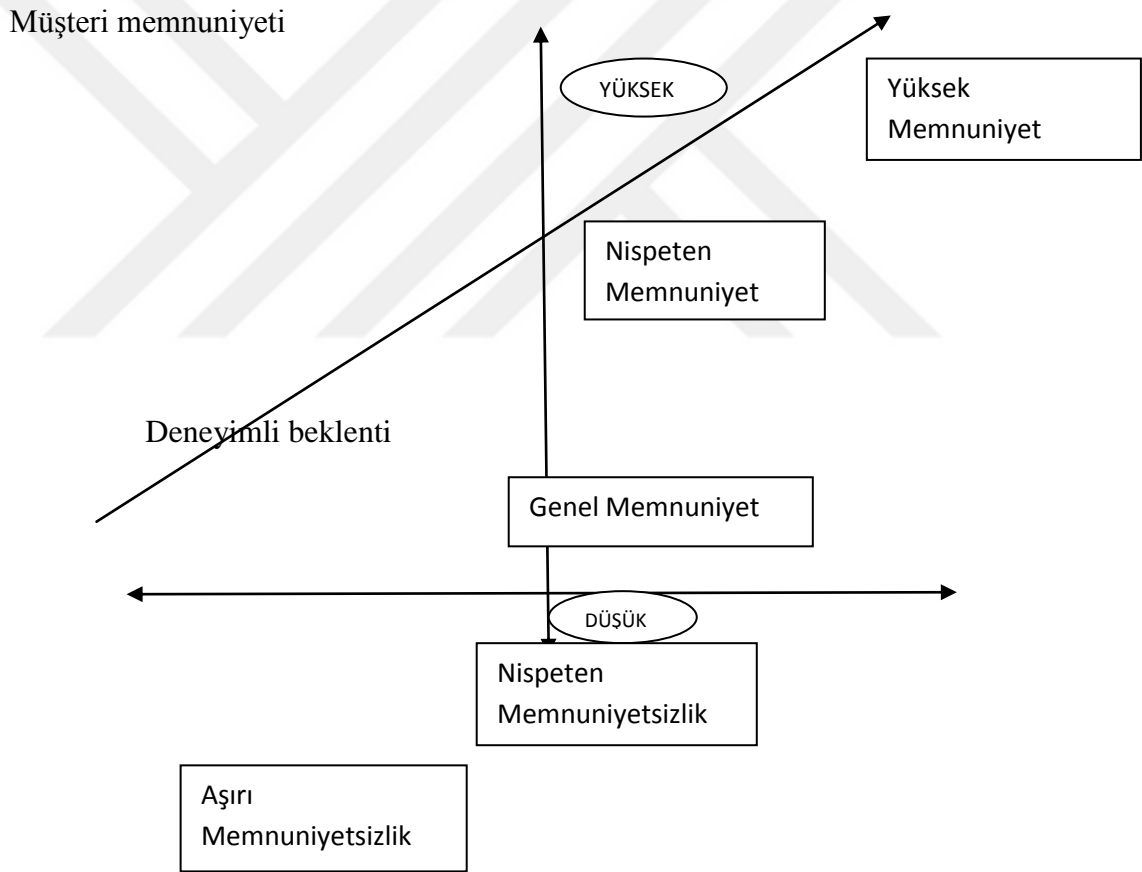 Müşteri memnuniyeti
YÜKSEK
Yüksek
Memnuniyet
Nispeten
Memnuniyet
Deneyimli beklenti
Genel Memnuniyet
DÜŞÜK
Nispeten
Memnuniyetsizlik
Aşırı
Memnuniyetsizlik